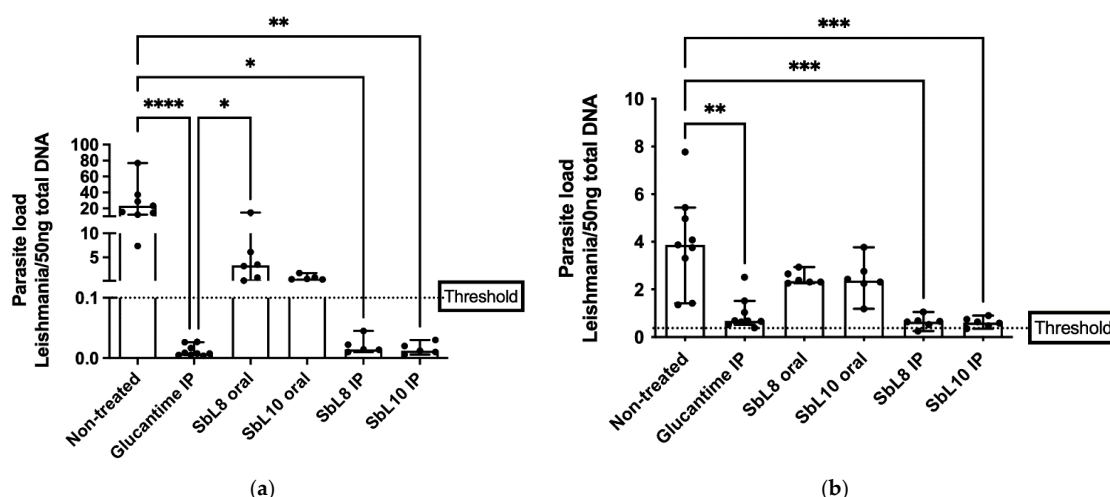 **
*
**** *
Parasite load
Leishmania/50ng total DNA
100
80
60
40
20
10
5
0.1
0.0
Threshold
Non-treated
Glucantime IP
SbL8 oral
SbL10 oral
SbL8 IP
SbL10 IP
(a)
***
***
**
Parasite load
Leishmania/50ng total DNA
10
8
6
4
2
0
Threshold
Non-treated
Glucantime IP
SbL8 oral
SbL10 oral
SbL8 IP
SbL10 IP
(b)